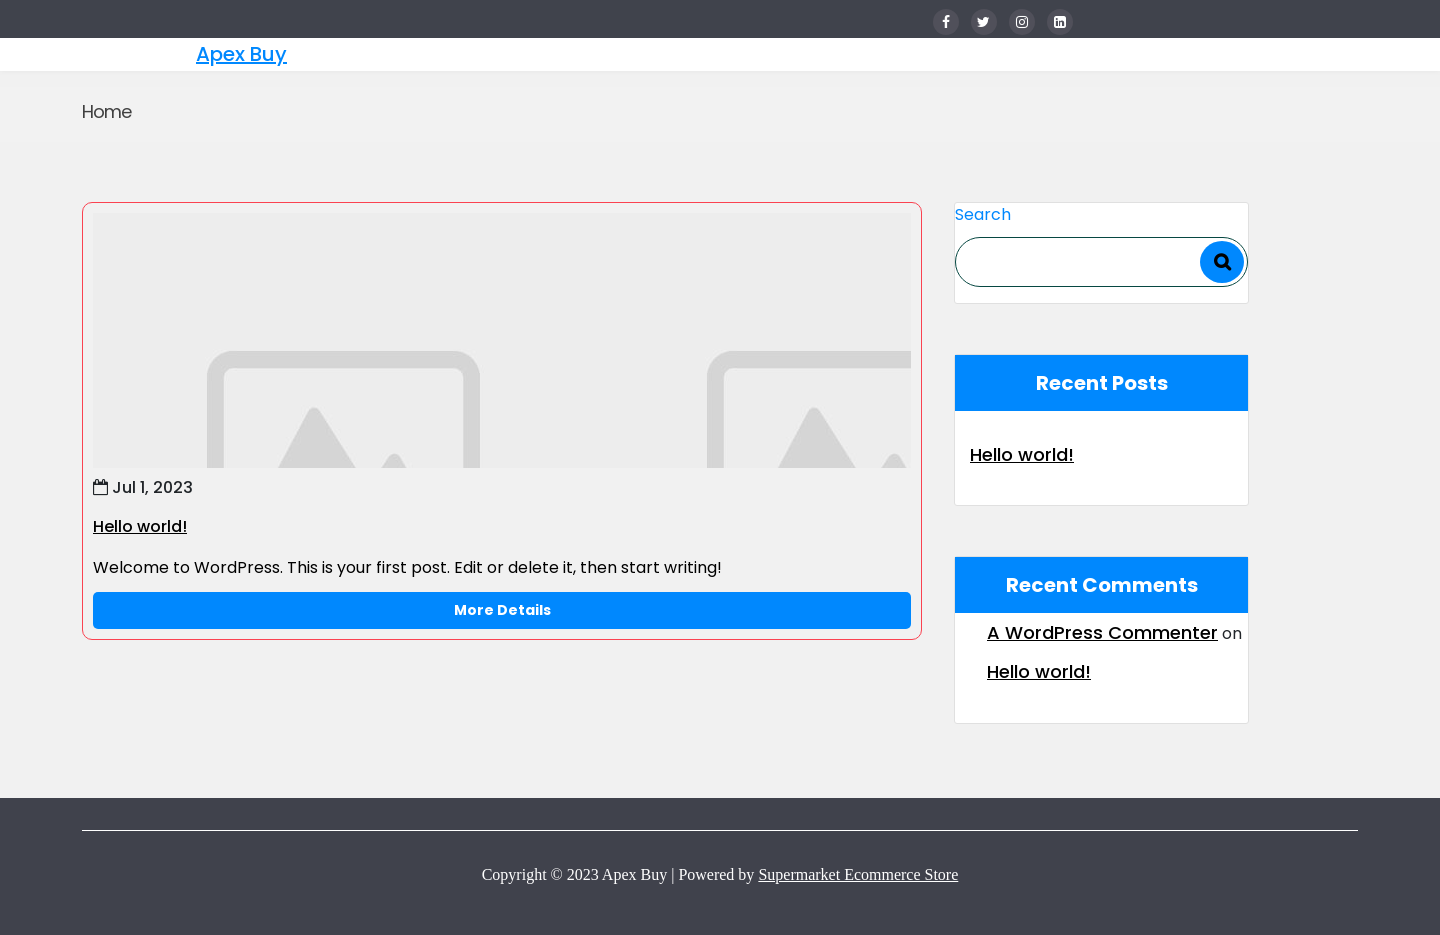 Apex Buy
Home
Jul 1, 2023
Hello world!
Welcome to WordPress. This is your first post. Edit or delete it, then start writing!
More Details
Search
Recent Posts
Hello world!
Recent Comments
A WordPress Commenter on
Hello world!
Copyright © 2023 Apex Buy | Powered by Supermarket Ecommerce Store